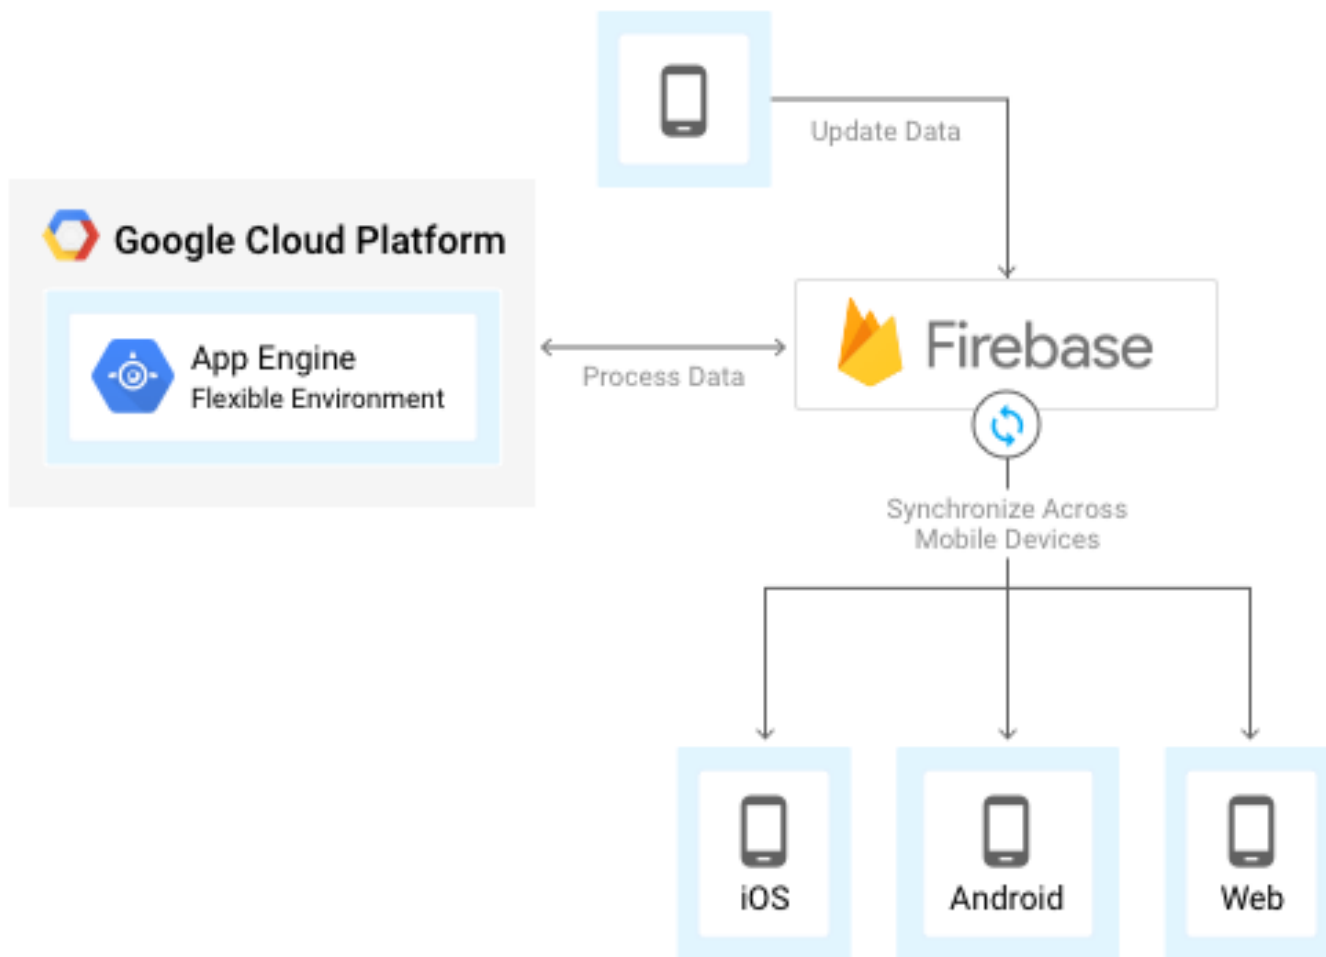 Update Data
Google Cloud Platform
App Engine
Flexible Environment
Process Data
Firebase
Synchronize Across
Mobile Devices
iOS
Android
Web